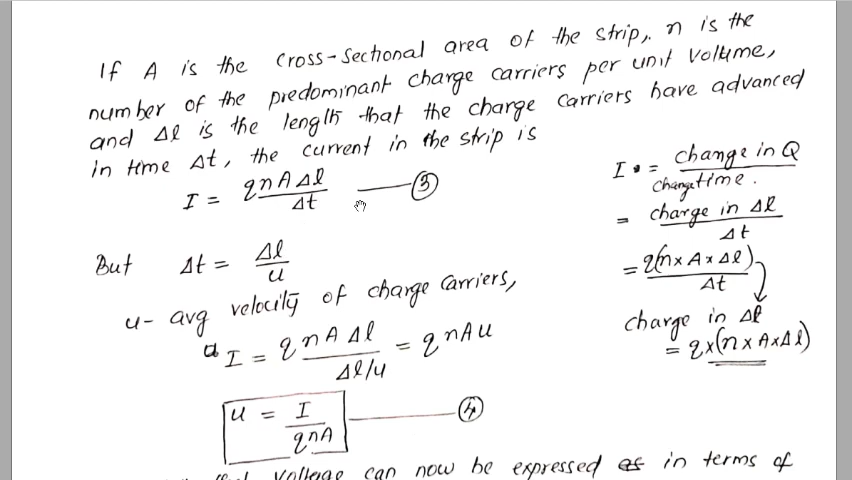 If A is the cross-sectional area of the strip, n is the
number of the predominant charge carriers per unit volume,
and Δl is the length that the charge carriers have advanced
in time Δt, the current in the strip is
I = qnAΔl / Δt — ③
But Δt = Δl / u
u - avg velocity of charge carriers,
I = qnAΔl / Δl/u = qnAu
u = I / qnA — ④
voltage can now be expressed as in terms of
I = change in Q / change time.
= charge in Δl / Δt
= q(n×A×Δl) / Δt
charge in Δl
= q×(n×A×Δl)